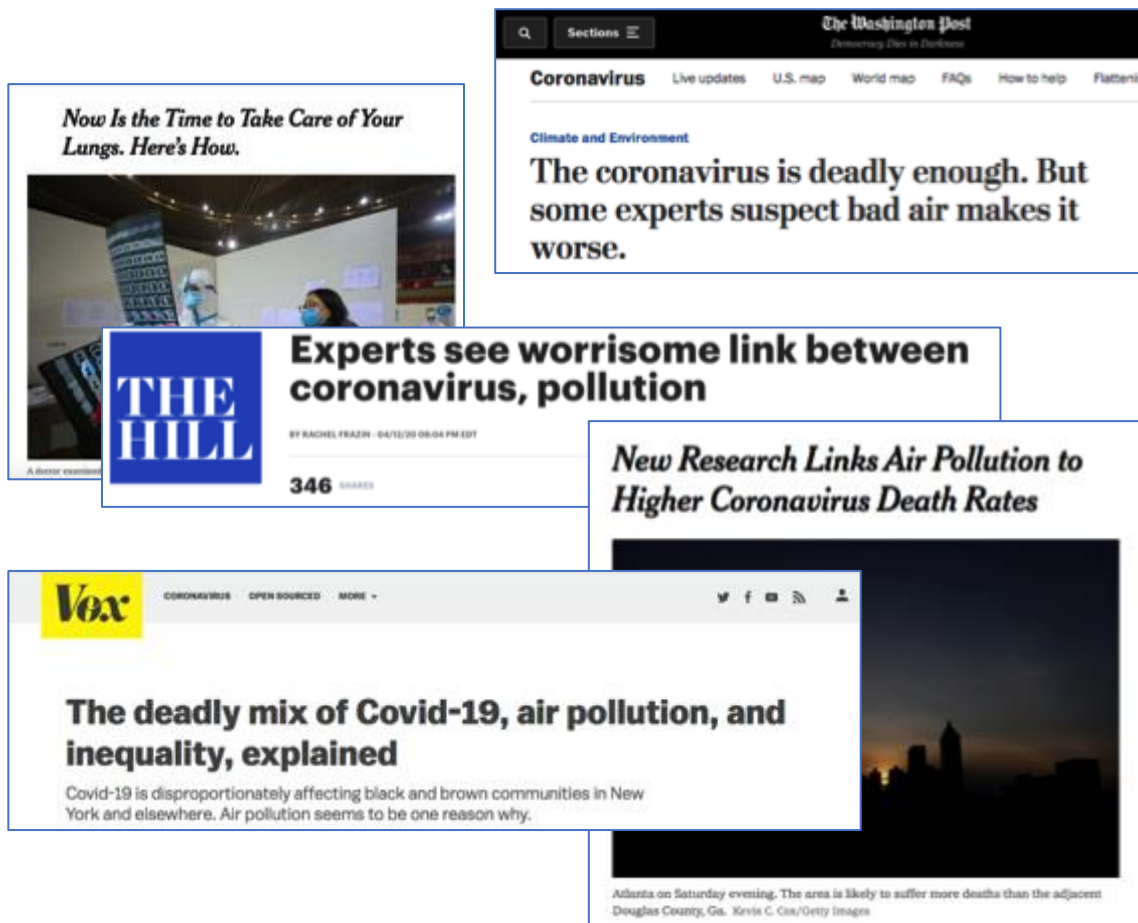 The Washington Post
Democracy Dies in Darkness
Sections
Coronavirus Live updates U.S. map World map FAQs How to help
Climate and Environment
The coronavirus is deadly enough. But
some experts suspect bad air makes it
worse.
Now Is the Time to Take Care of Your
Lungs. Here's How.
A doctor
THE
HILL
Experts see worrisome link between
coronavirus, pollution
BY RACHEL FRAZIN - 04/12/20 08:04 PM EDT
346 SHARES
New Research Links Air Pollution to
Higher Coronavirus Death Rates
Vox
CORONAVIRUS OPEN SOURCED MORE
The deadly mix of Covid-19, air pollution, and
inequality, explained
Covid-19 is disproportionately affecting black and brown communities in New
York and elsewhere. Air pollution seems to be one reason why.
Atlanta on Saturday evening. The area is likely to suffer more deaths than the adjacent
Douglas County, Ga. Kevin C. Cox/Getty Images